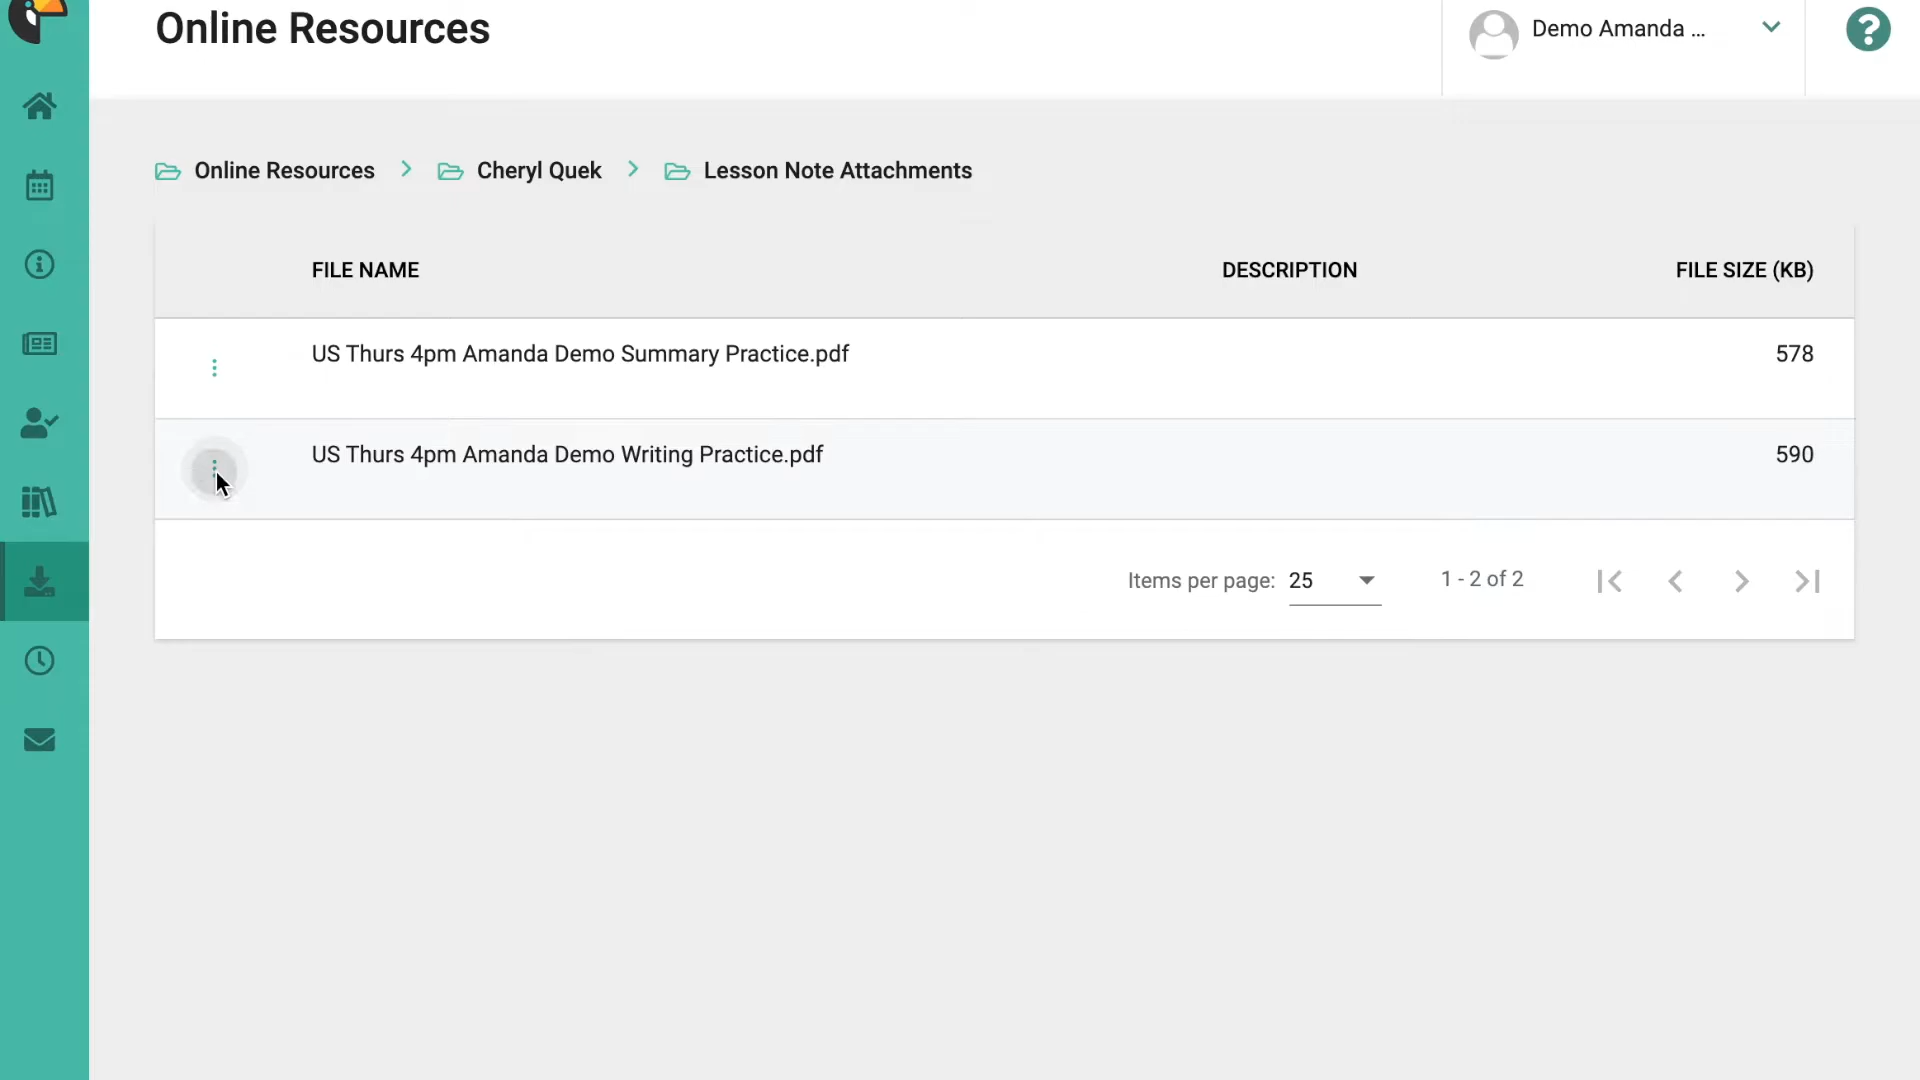 Online Resources
Demo Amanda ...
?
Online Resources > Cheryl Quek > Lesson Note Attachments
FILE NAME DESCRIPTION FILE SIZE (KB)
US Thurs 4pm Amanda Demo Summary Practice.pdf 578
US Thurs 4pm Amanda Demo Writing Practice.pdf 590
Items per page: 25 1 - 2 of 2